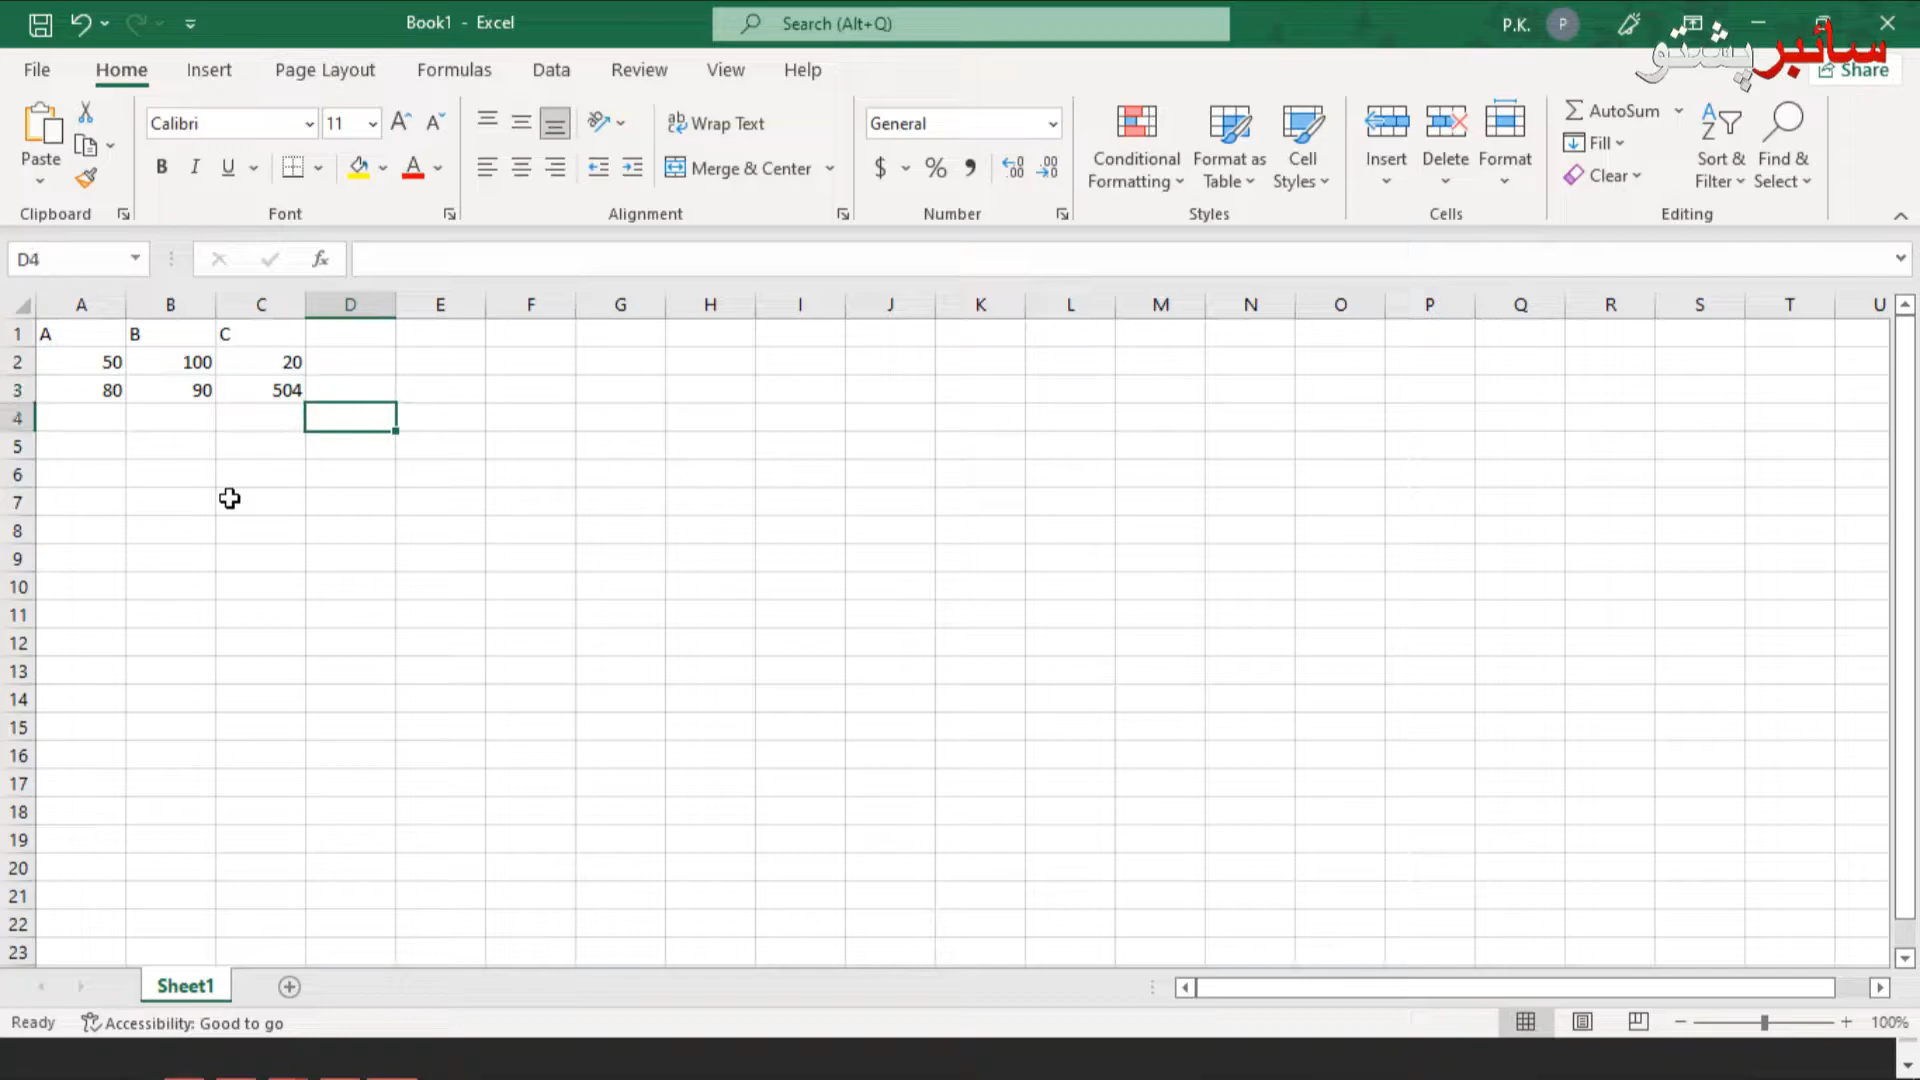 Book1 - Excel
Search (Alt+Q)
P.K.
P
سائبر پشتو
File
Home
Insert
Page Layout
Formulas
Data
Review
View
Help
Share
Paste
Clipboard
Calibri
11
B I U
Font
Wrap Text
Merge & Center
Alignment
General
$ % ,
Number
Conditional Formatting
Format as Table
Cell Styles
Styles
Insert
Delete
Format
Cells
AutoSum
Fill
Clear
Sort & Filter
Find & Select
Editing
D4
fx
A B C D E F G H I J K L M N O P Q R S T U
1 A B C
2 50 100 20
3 80 90 504
4
5
6
7
8
9
10
11
12
13
14
15
16
17
18
19
20
21
22
23
Sheet1
Ready
Accessibility: Good to go
100%